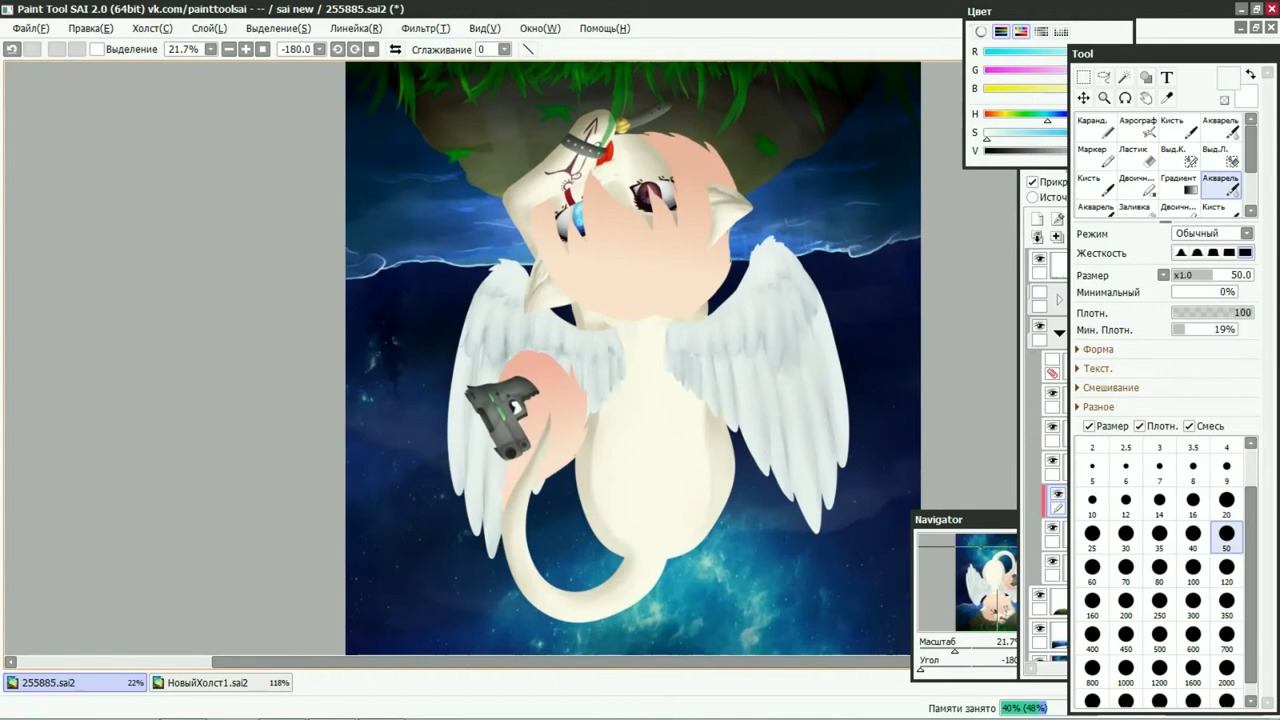 Paint Tool SAI 2.0 (64bit) vk.com/painttoolsai - -- / sai new / 255885.sai2 (*)
Файл(F) Правка(E) Холст(C) Слой(L) Выделение(S) Линейка(R) Фильтр(T) Вид(V) Окно(W) Помощь(H)
Выделение 21.7% -180.0 Сглаживание 0
Цвет
R
G
B
H
S
V
Tool
T
Каранд. Аэрограф Кисть Акварель
Маркер Ластик Выд.К. Выд.Л.
Кисть Двоичн... Градиент Акварель
Акварель Заливка Двоичн... Кисть
Режим Обычный
Жесткость
Размер x1.0 50.0
Минимальный 0%
Плотн. 100
Мин. Плотн. 19%
Форма
Текст.
Смешивание
Разное
Размер Плотн. Смесь
2 2.5 3 3.5 4
5 6 7 8 9
10 12 14 16 20
25 30 35 40 50
60 70 80 100 120
160 200 250 300 350
400 450 500 600 700
800 1000 1200 1600 2000
Navigator
Масштаб 21.7
Угол -180
255885.sai2 22% НовыйХолст1.sai2 118%
Памяти занято 40% (48%)